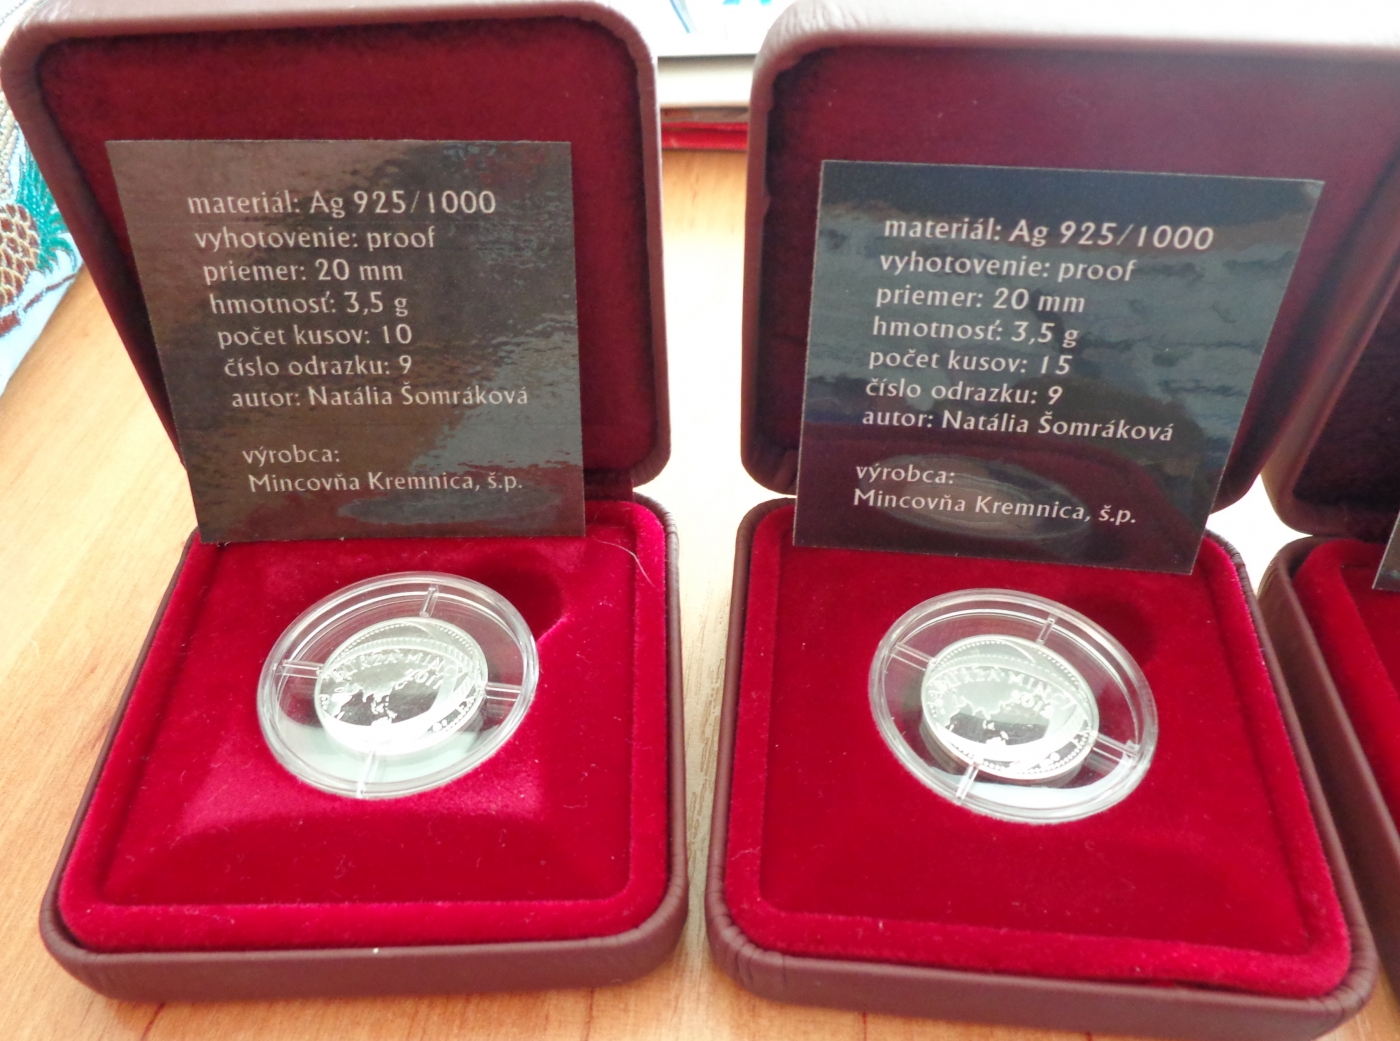 materiál: Ag 925/1000
vyhotovenie: proof
priemer: 20 mm
hmotnosť: 3,5 g
počet kusov: 10
číslo odrazku: 9
autor: Natália Šomráková
výrobca:
Mincovňa Kremnica, š.p.
materiál: Ag 925/1000
vyhotovenie: proof
priemer: 20 mm
hmotnosť: 3,5 g
počet kusov: 15
číslo odrazku: 9
autor: Natália Šomráková
výrobca:
Mincovňa Kremnica, š.p.